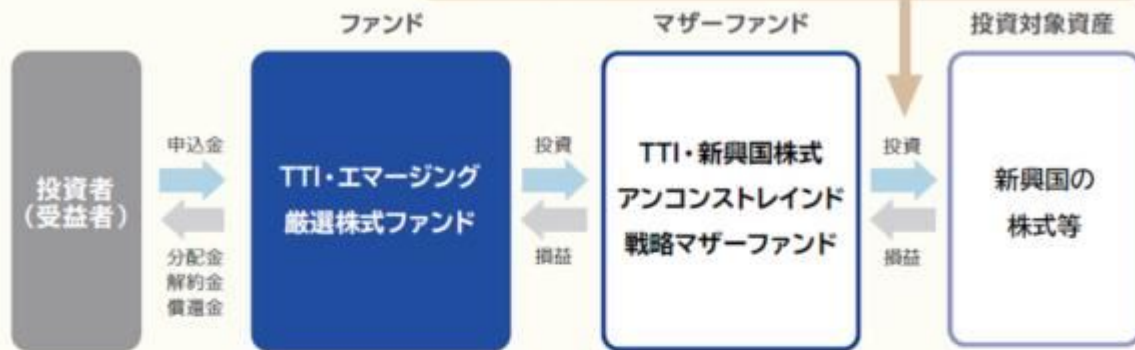 ファンド
マザーファンド
投資対象資産
投資者
(受益者)
申込金
分配金
解約金
償還金
TTI・エマージング
厳選株式ファンド
投資
損益
TTI・新興国株式
アンコンストレインド
戦略マザーファンド
投資
損益
新興国の
株式等